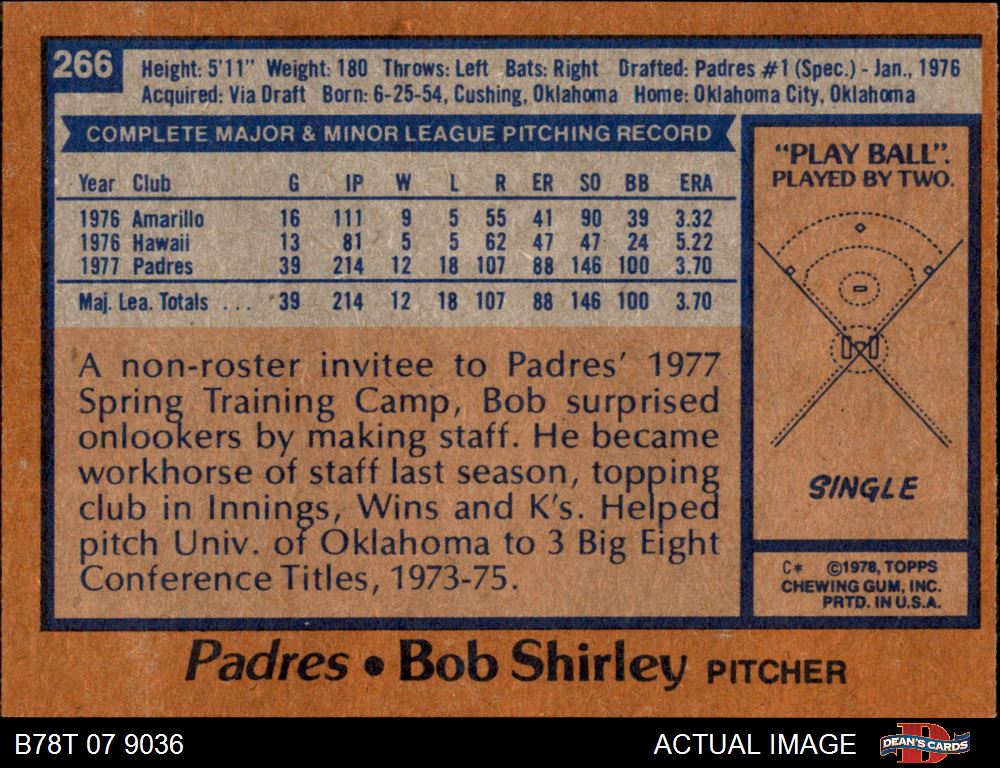 266
Height: 5'11" Weight: 180 Throws: Left Bats: Right Drafted: Padres #1 (Spec.) - Jan., 1976
Acquired: Via Draft Born: 6-25-54, Cushing, Oklahoma Home: Oklahoma City, Oklahoma
COMPLETE MAJOR & MINOR LEAGUE PITCHING RECORD
Year Club G IP W L R ER SO BB ERA
1976 Amarillo 16 111 9 5 55 41 90 39 3.32
1976 Hawaii 13 81 5 5 62 47 47 24 5.22
1977 Padres 39 214 12 18 107 88 146 100 3.70
Maj. Lea. Totals ... 39 214 12 18 107 88 146 100 3.70
A non-roster invitee to Padres' 1977
Spring Training Camp, Bob surprised
onlookers by making staff. He became
workhorse of staff last season, topping
club in Innings, Wins and K's. Helped
pitch Univ. of Oklahoma to 3 Big Eight
Conference Titles, 1973-75.
"PLAY BALL".
PLAYED BY TWO.
SINGLE
C* ©1978, TOPPS
CHEWING GUM, INC.
PRTD. IN U.S.A.
Padres • Bob Shirley PITCHER
B78T 07 9036
ACTUAL IMAGE
DEAN'S CARDS